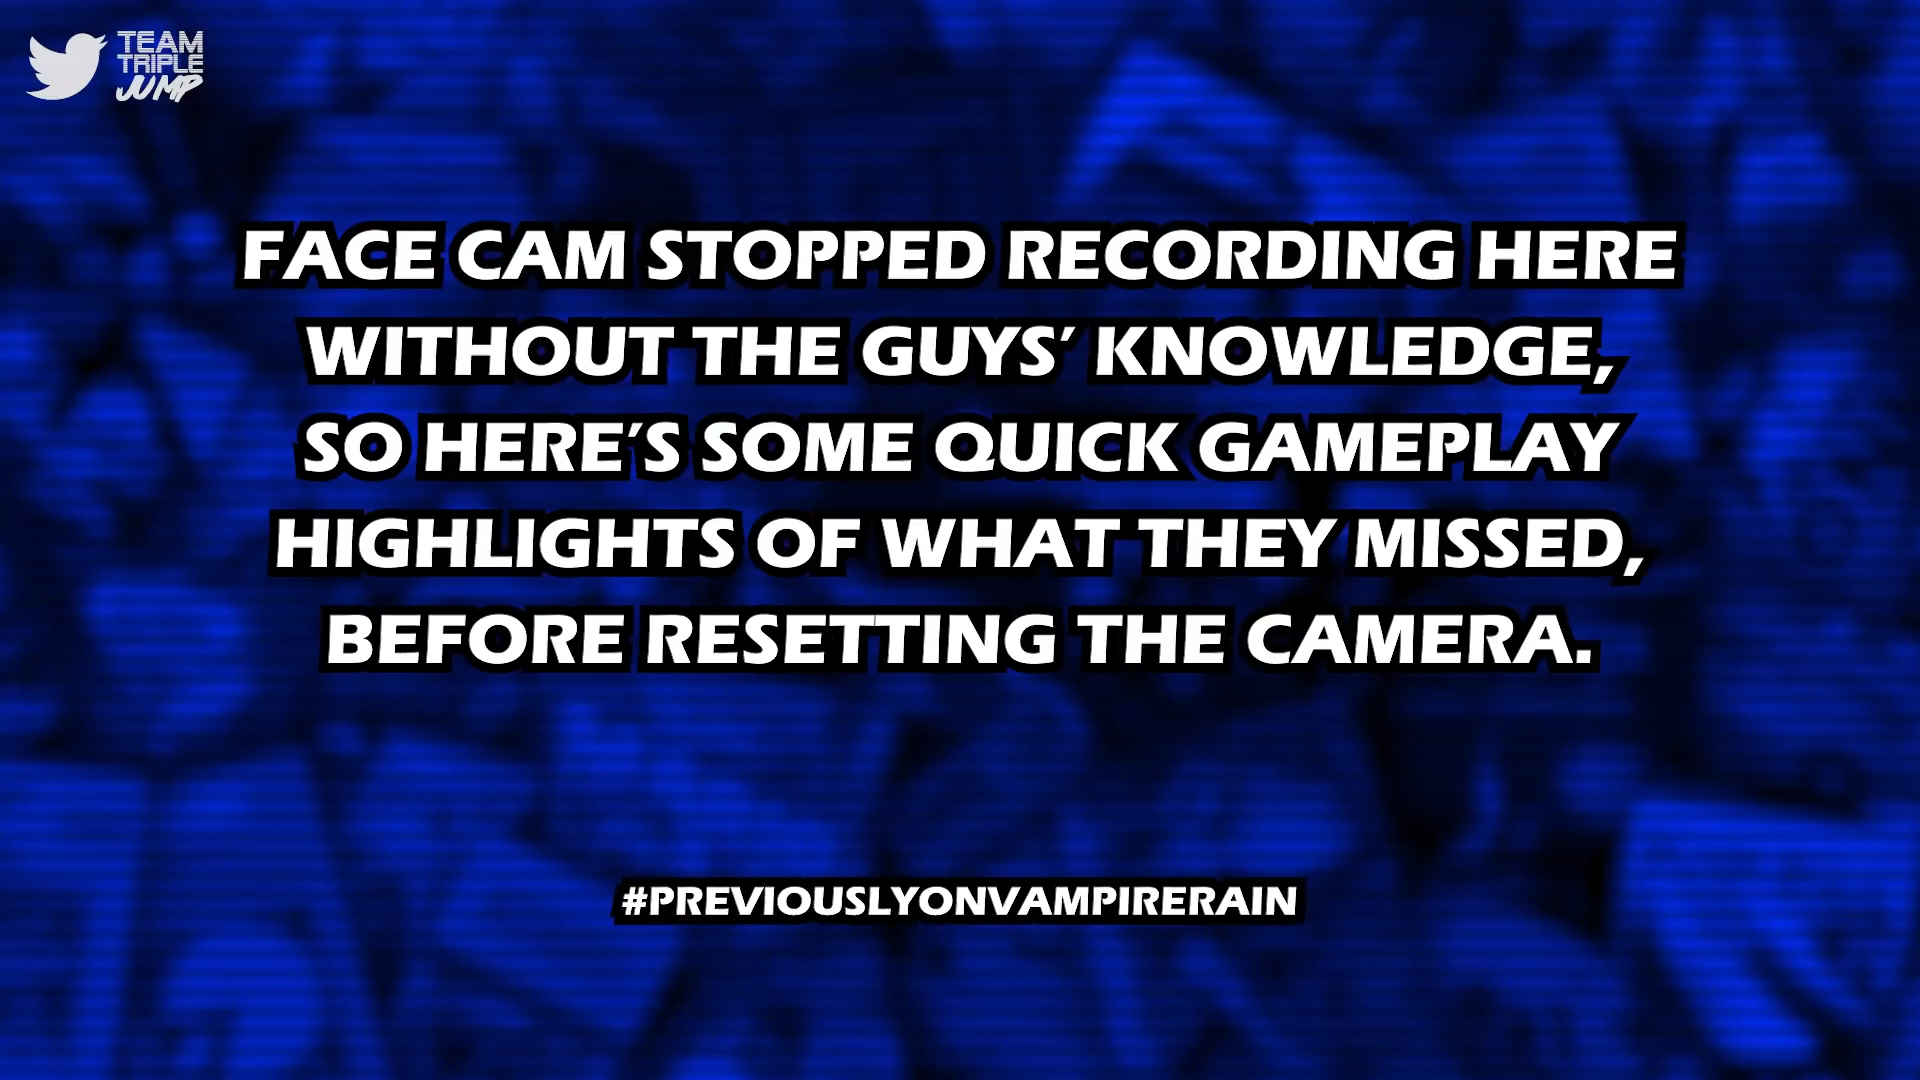 TEAM
TRIPLE
JUMP
FACE CAM STOPPED RECORDING HERE
WITHOUT THE GUYS’ KNOWLEDGE,
SO HERE’S SOME QUICK GAMEPLAY
HIGHLIGHTS OF WHAT THEY MISSED,
BEFORE RESETTING THE CAMERA.
#PREVIOUSLYONVAMPIRERAIN